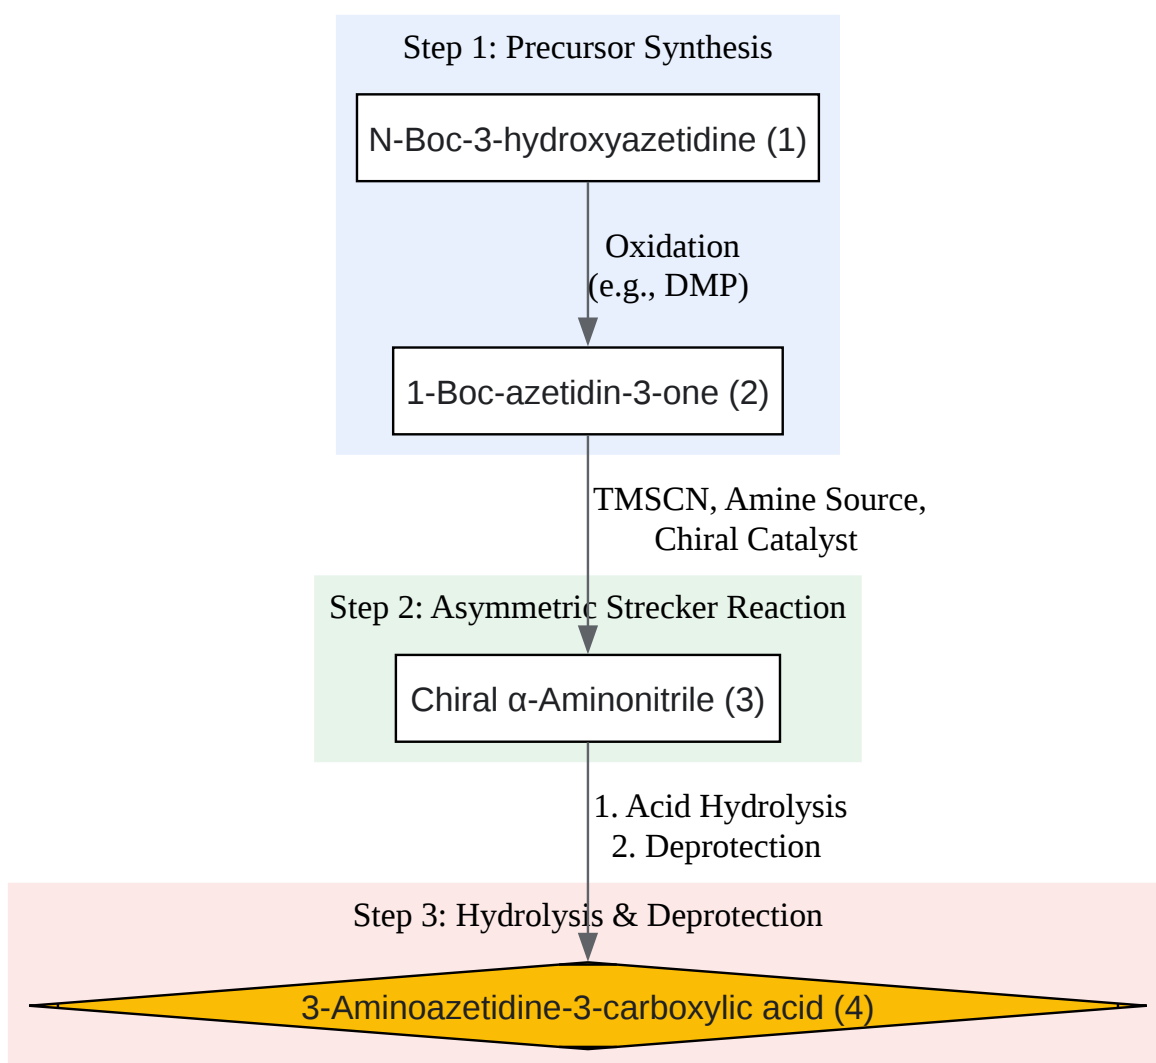 Step 1: Precursor Synthesis
N-Boc-3-hydroxyazetidine (1)
Oxidation
(e.g., DMP)
1-Boc-azetidin-3-one (2)
TMSCN, Amine Source,
Chiral Catalyst
Step 2: Asymmetric Strecker Reaction
Chiral α-Aminonitrile (3)
1. Acid Hydrolysis
2. Deprotection
Step 3: Hydrolysis & Deprotection
3-Aminoazetidine-3-carboxylic acid (4)